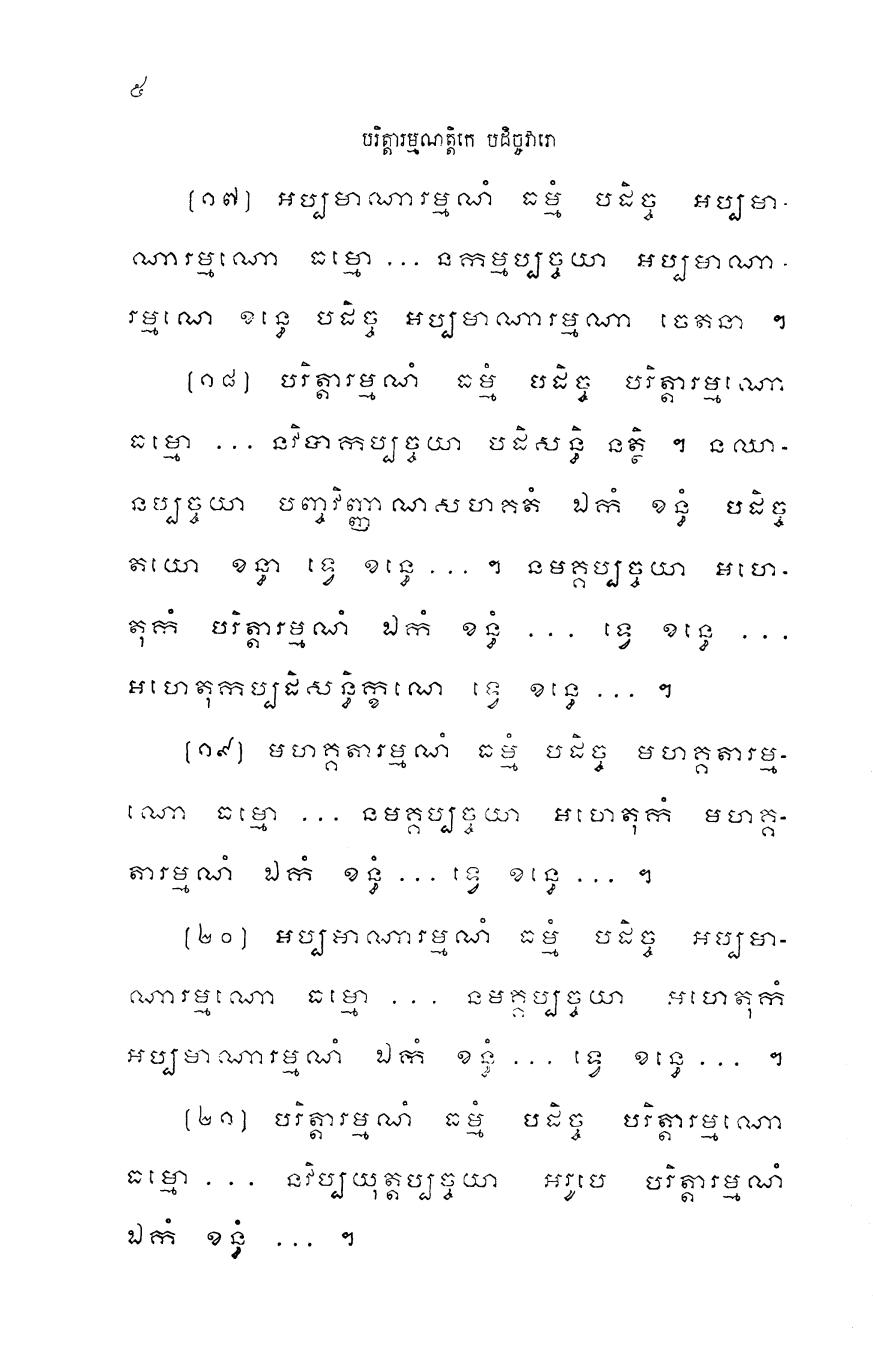 ៥
បរិត្តារម្មណត្តិកេ បដិច្ចវារោ
[១៧] អប្បមាណារម្មណំ ធម្មំ បដិច្ច អប្បមា-
ណារម្មណោ ធម្មោ ... នកម្មប្បច្ចយា អប្បមាណា-
រម្មណេ ខន្ធេ បដិច្ច អប្បមាណារម្មណា ចេតនា ។
[១៨] បរិត្តារម្មណំ ធម្មំ បដិច្ច បរិត្តារម្មណោ
ធម្មោ ... នវិបាកប្បច្ចយា បដិសន្ធិ នត្ថិ ។ នឈា-
នប្បច្ចយា បញ្ចវិញ្ញាណសហគតំ ឯកំ ខន្ធំ បដិច្ច
តយោ ខន្ធា ទ្វេ ខន្ធេ ... ។ នមគ្គប្បច្ចយា អហេ-
តុកំ បរិត្តារម្មណំ ឯកំ ខន្ធំ ... ទ្វេ ខន្ធេ ...
អហេតុកប្បដិសន្ធិក្ខណេ ទ្វេ ខន្ធេ ... ។
[១៩] មហគ្គតារម្មណំ ធម្មំ បដិច្ច មហគ្គតារម្ម-
ណោ ធម្មោ ... នមគ្គប្បច្ចយា អហេតុកំ មហគ្គ-
តារម្មណំ ឯកំ ខន្ធំ ... ទ្វេ ខន្ធេ ... ។
[២០] អប្បមាណារម្មណំ ធម្មំ បដិច្ច អប្បមា-
ណារម្មណោ ធម្មោ ... នមគ្គប្បច្ចយា អហេតុកំ
អប្បមាណារម្មណំ ឯកំ ខន្ធំ ... ទ្វេ ខន្ធេ ... ។
[២១] បរិត្តារម្មណំ ធម្មំ បដិច្ច បរិត្តារម្មណោ
ធម្មោ ... នវិប្បយុត្តប្បច្ចយា អរូបេ បរិត្តារម្មណំ
ឯកំ ខន្ធំ ... ។